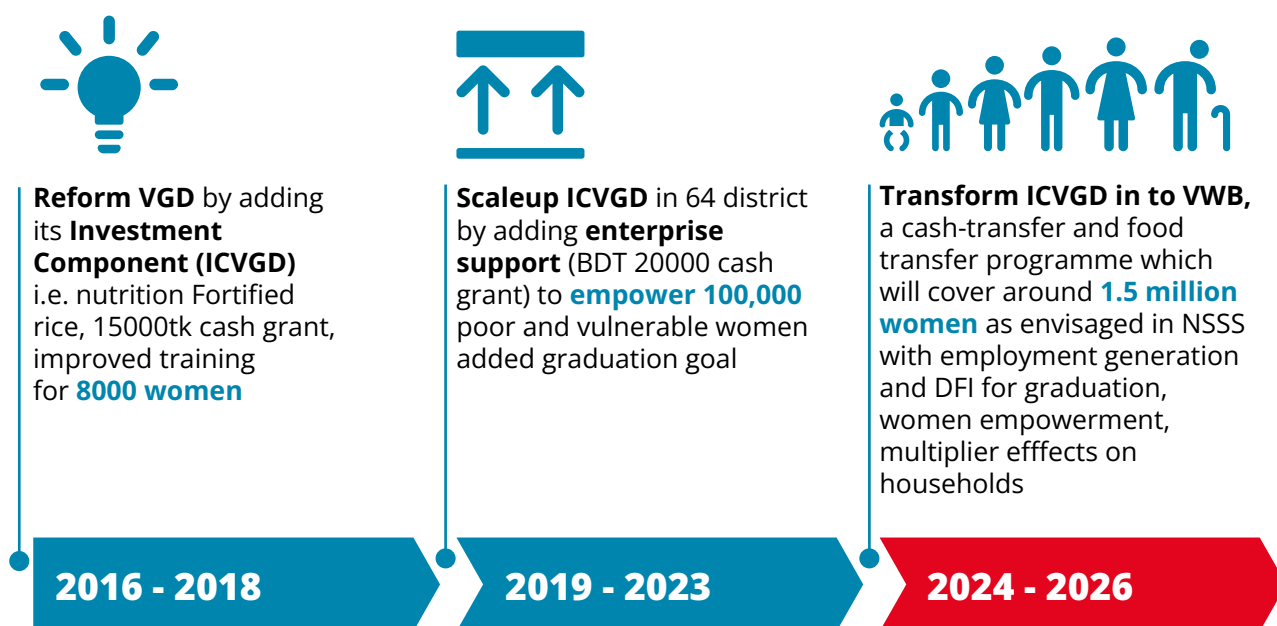 Reform VGD by adding
its Investment
Component (ICVGD)
i.e. nutrition Fortified
rice, 15000tk cash grant,
improved training
for 8000 women
Scaleup ICVGD in 64 district
by adding enterprise
support (BDT 20000 cash
grant) to empower 100,000
poor and vulnerable women
added graduation goal
Transform ICVGD in to VWB,
a cash-transfer and food
transfer programme which
will cover around 1.5 million
women as envisaged in NSSS
with employment generation
and DFI for graduation,
women empowerment,
multiplier efffects on
households
2016 - 2018
2019 - 2023
2024 - 2026